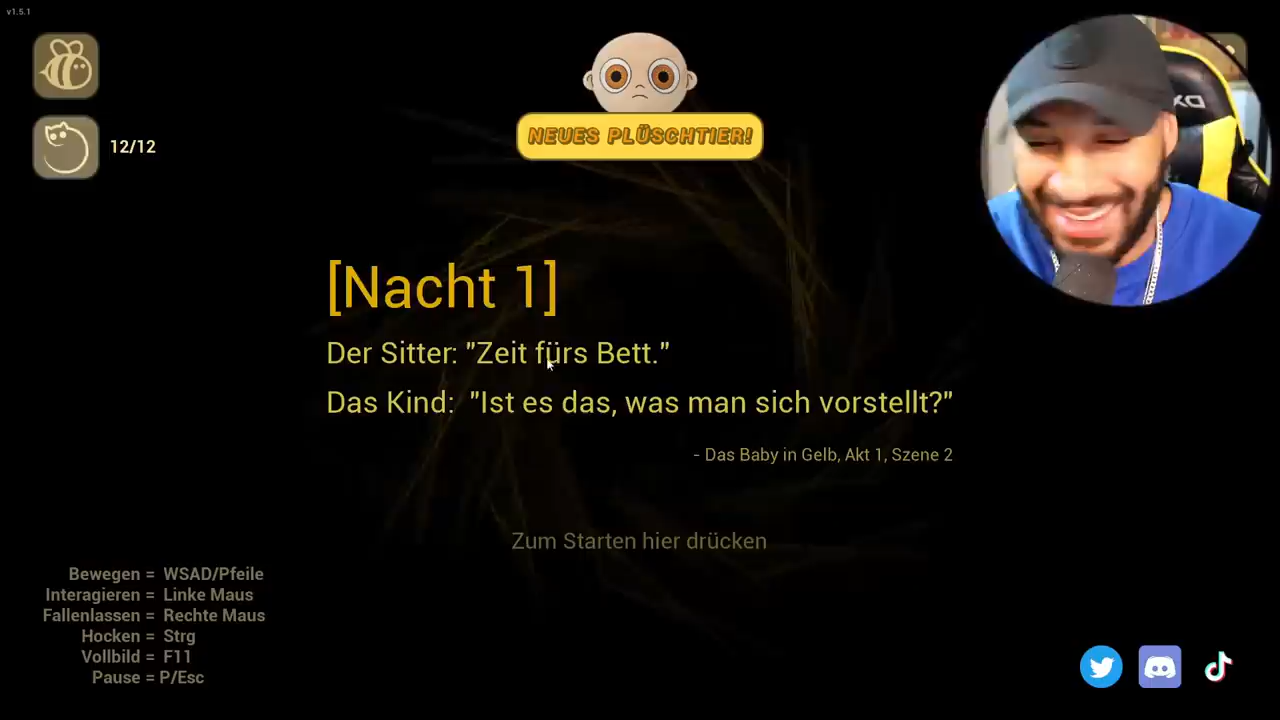 v1.5.1
NEUES PLÜSCHTIER!
12/12
[Nacht 1]
Der Sitter: "Zeit fürs Bett."
Das Kind: "Ist es das, was man sich vorstellt?"
- Das Baby in Gelb, Akt 1, Szene 2
Zum Starten hier drücken
Bewegen = WSAD/Pfeile
Interagieren = Linke Maus
Fallenlassen = Rechte Maus
Hocken = Strg
Vollbild = F11
Pause = P/Esc